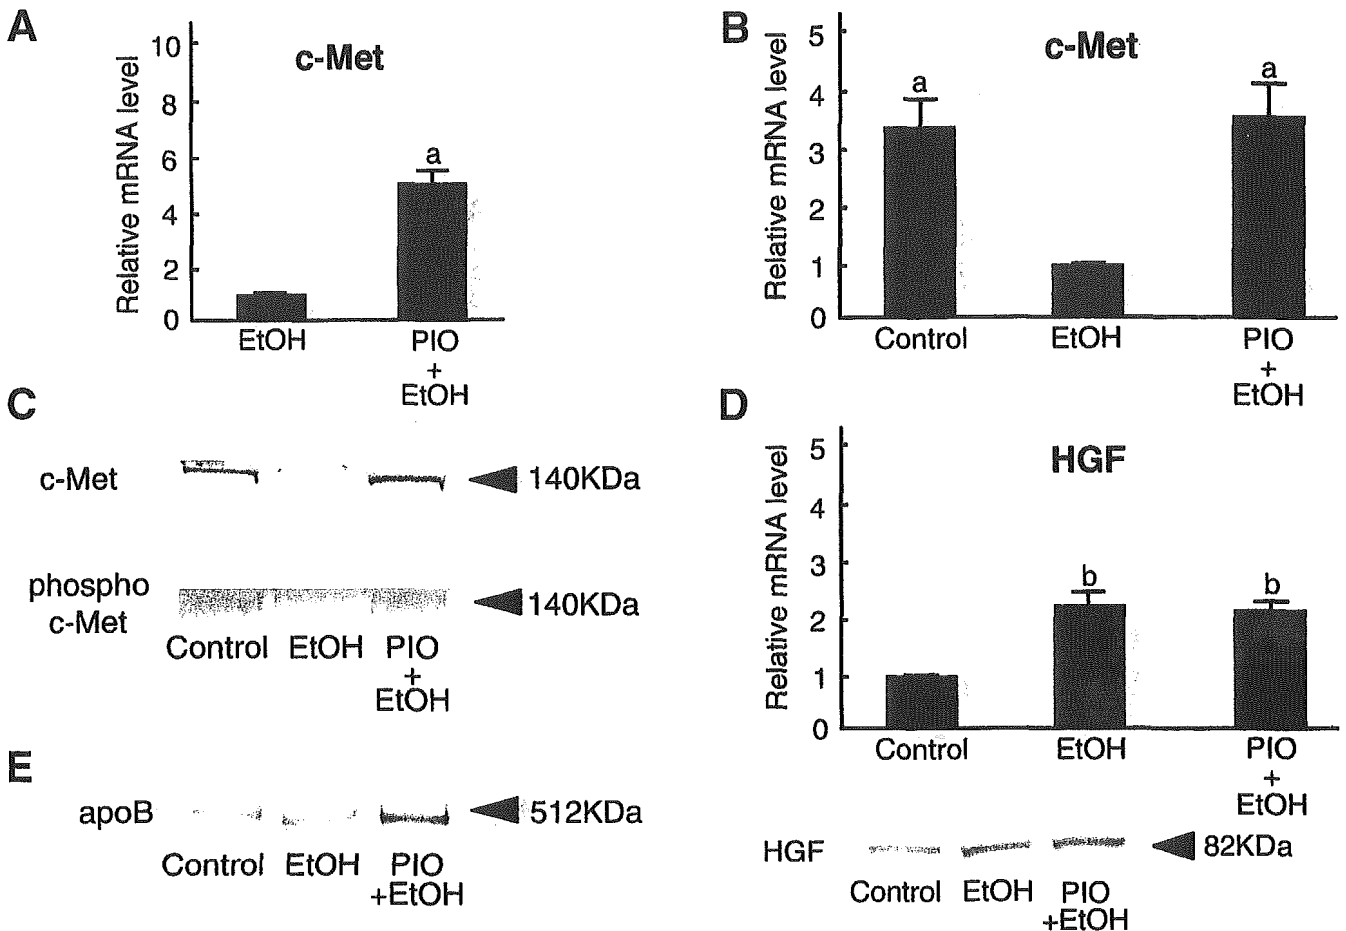 A
c-Met
Relative mRNA level
10
8
6
4
2
0
a
EtOH
PIO
+
EtOH
B
c-Met
Relative mRNA level
5
4
3
2
1
0
a
a
Control
EtOH
PIO
+
EtOH
C
c-Met
140KDa
phospho
c-Met
140KDa
Control
EtOH
PIO
+
EtOH
D
HGF
Relative mRNA level
5
4
3
2
1
0
b
b
Control
EtOH
PIO
+
EtOH
HGF
82KDa
Control
EtOH
PIO
+EtOH
E
apoB
512KDa
Control
EtOH
PIO
+EtOH